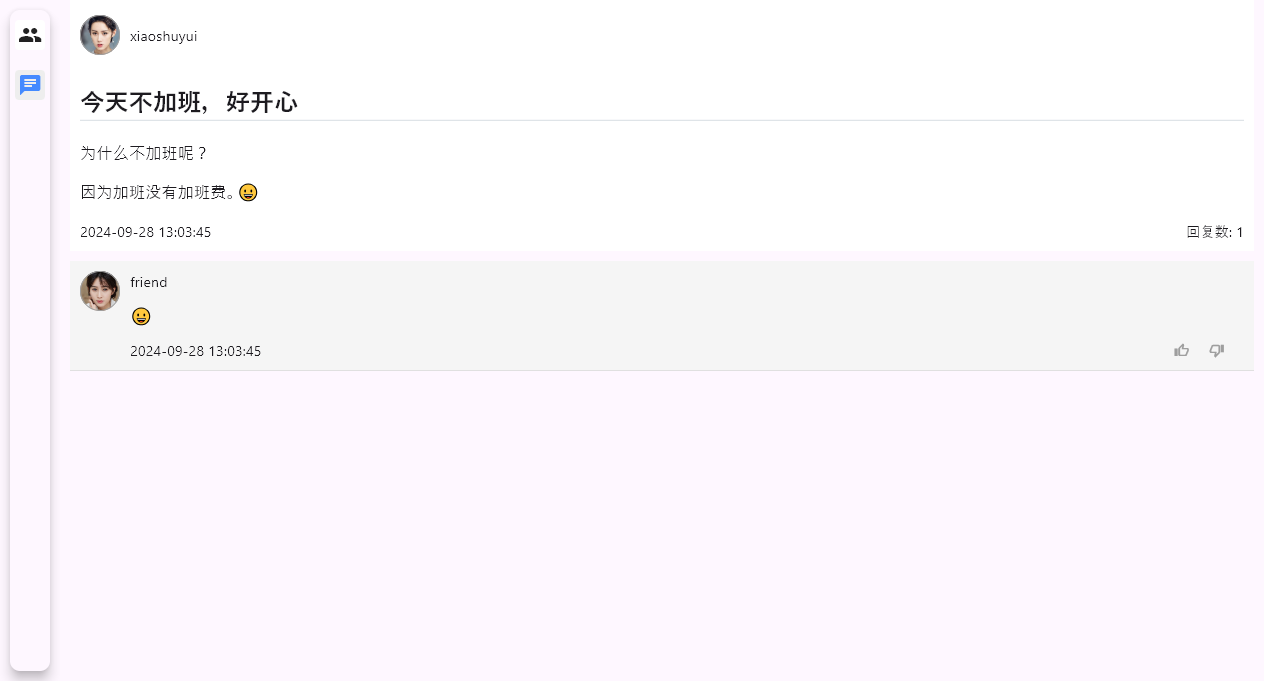 xiaoshuyui
今天不加班，好开心
为什么不加班呢？
因为加班没有加班费。😀
2024-09-28 13:03:45
回复数: 1
friend
😀
2024-09-28 13:03:45